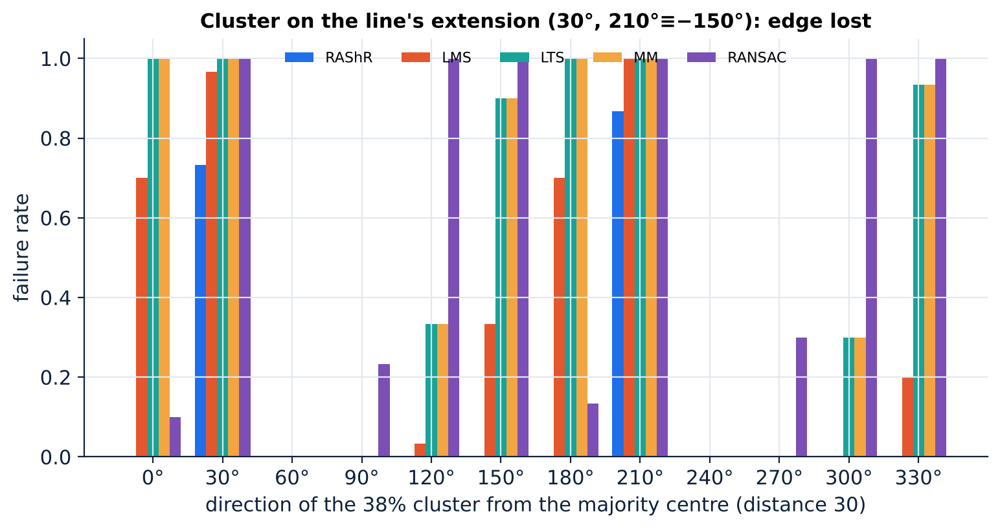 Cluster on the line's extension (30°, 210°≡−150°): edge lost
RAShR LMS LTS MM RANSAC
failure rate
1.0
0.8
0.6
0.4
0.2
0.0
0° 30° 60° 90° 120° 150° 180° 210° 240° 270° 300° 330°
direction of the 38% cluster from the majority centre (distance 30)